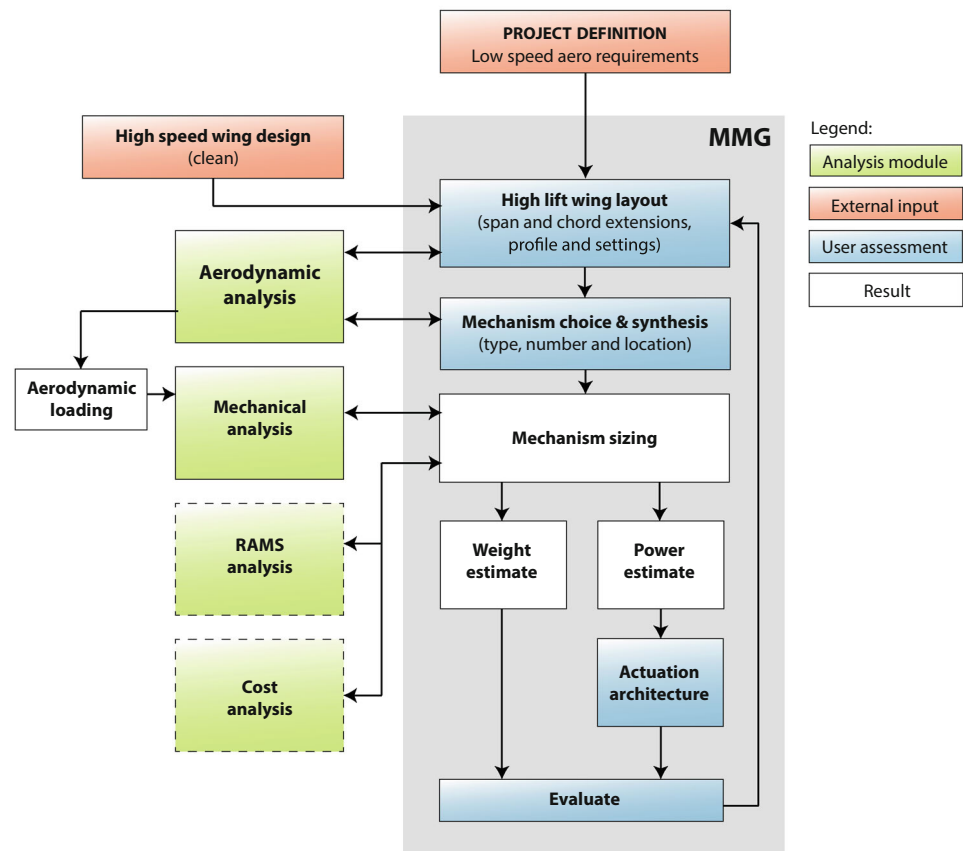 PROJECT DEFINITION
Low speed aero requirements
High speed wing design
(clean)
MMG
Legend:
Analysis module
External input
User assessment
Result
High lift wing layout
(span and chord extensions,
profile and settings)
Aerodynamic
analysis
Mechanism choice & synthesis
(type, number and location)
Aerodynamic
loading
Mechanical
analysis
Mechanism sizing
RAMS
analysis
Weight
estimate
Power
estimate
Cost
analysis
Actuation
architecture
Evaluate